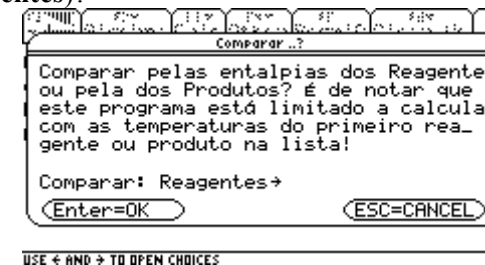 entes):
Comparar ..?
Comparar pelas entalpias dos Reagente
ou pela dos Produtos? É de notar que
este programa está limitado a calcula
com as temperaturas do primeiro rea_
gente ou produto na lista!
Comparar: Reagentes→
Enter=OK ESC=CANCEL
USE ← AND → TO OPEN CHOICES